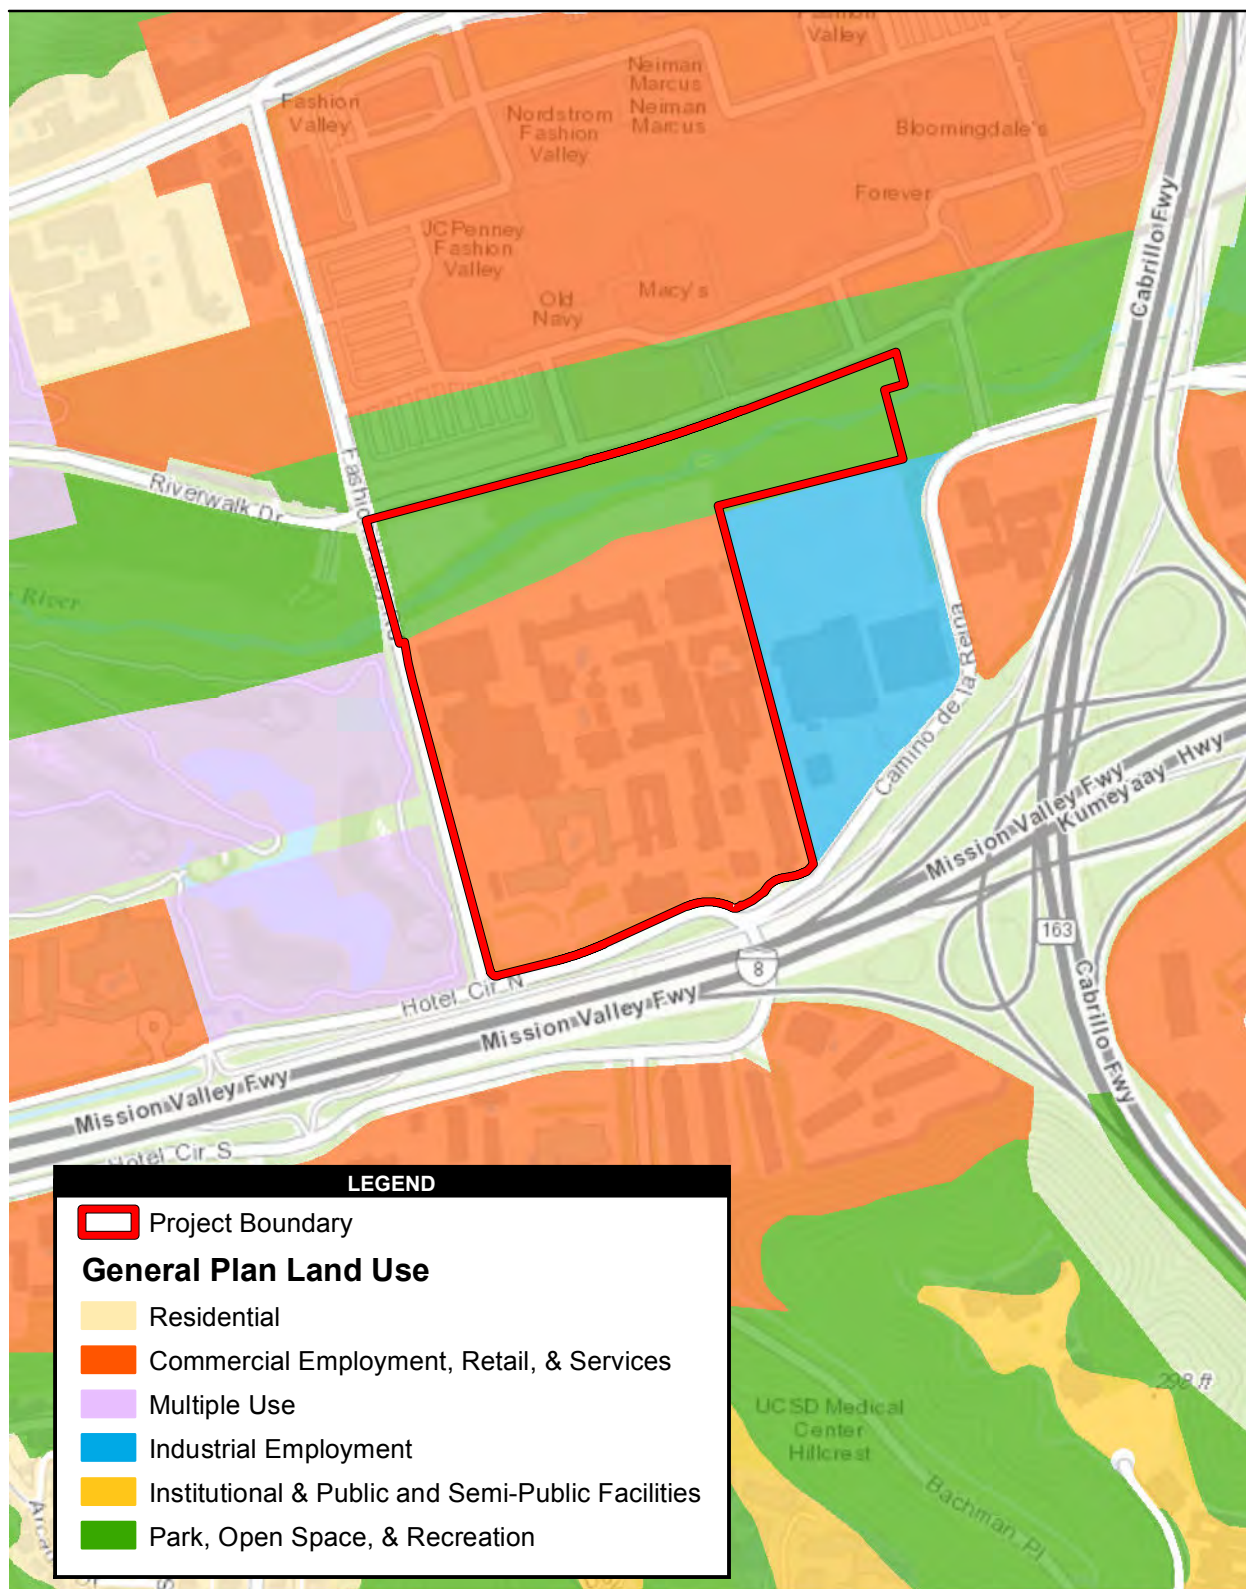 Fashion
Valley
Neiman
Marcus
Neiman
Marcus
Fashion
Valley
Nordstrom
Fashion
Valley
Bloomingdale's
Forever
JCPenney
Fashion
Valley
Macy's
Old
Navy
Cabrillo Fwy
Riverwalk Dr
River
Camino de la Reina
Mission Valley Fwy
Kumeyaay Hwy
163
8
Hotel Cir N
Mission Valley Fwy
Cabrillo Fwy
Mission Valley Fwy
Hotel Cir S
LEGEND
Project Boundary
General Plan Land Use
Residential
Commercial Employment, Retail, & Services
Multiple Use
Industrial Employment
Institutional & Public and Semi-Public Facilities
Park, Open Space, & Recreation
298 ft
UCSD Medical
Center
Hillcrest
Bachman Pl